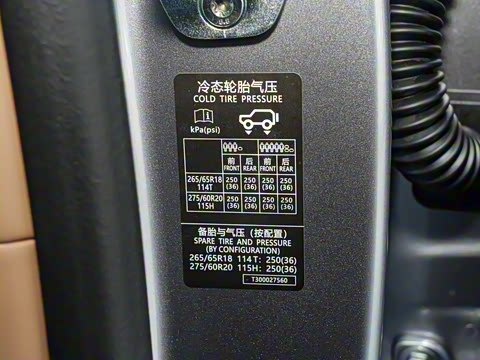 冷态轮胎气压
COLD TIRE PRESSURE
kPa(psi)
前 后 前 后
FRONT REAR FRONT REAR
265/65R18 250 250 250 250
114T (36) (36) (36) (36)
275/60R20 250 250 250 250
115H (36) (36) (36) (36)
备胎与气压（按配置）
SPARE TIRE AND PRESSURE
(BY CONFIGURATION)
265/65R18 114T: 250(36)
275/60R20 115H: 250(36)
T300027560